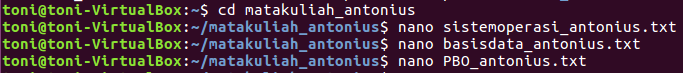 toni@toni-VirtualBox:~$ cd matakuliah_antonius
toni@toni-VirtualBox:~/matakuliah_antonius$ nano sistemoperasi_antonius.txt
toni@toni-VirtualBox:~/matakuliah_antonius$ nano basisdata_antonius.txt
toni@toni-VirtualBox:~/matakuliah_antonius$ nano PBO_antonius.txt